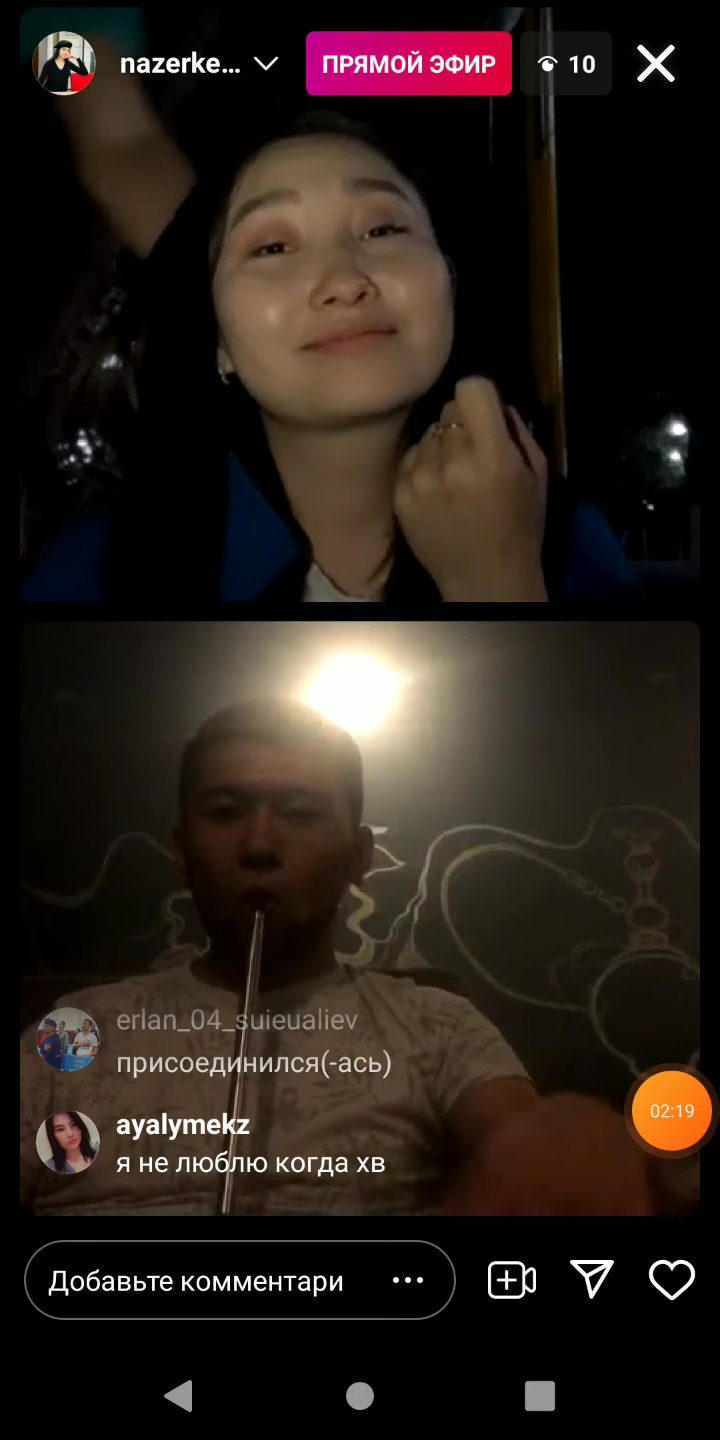 nazerke...
ПРЯМОЙ ЭФИР
10
erlan_04_suieualiev
присоединился(-ась)
02:19
ayalymekz
я не люблю когда хв
Добавьте комментари